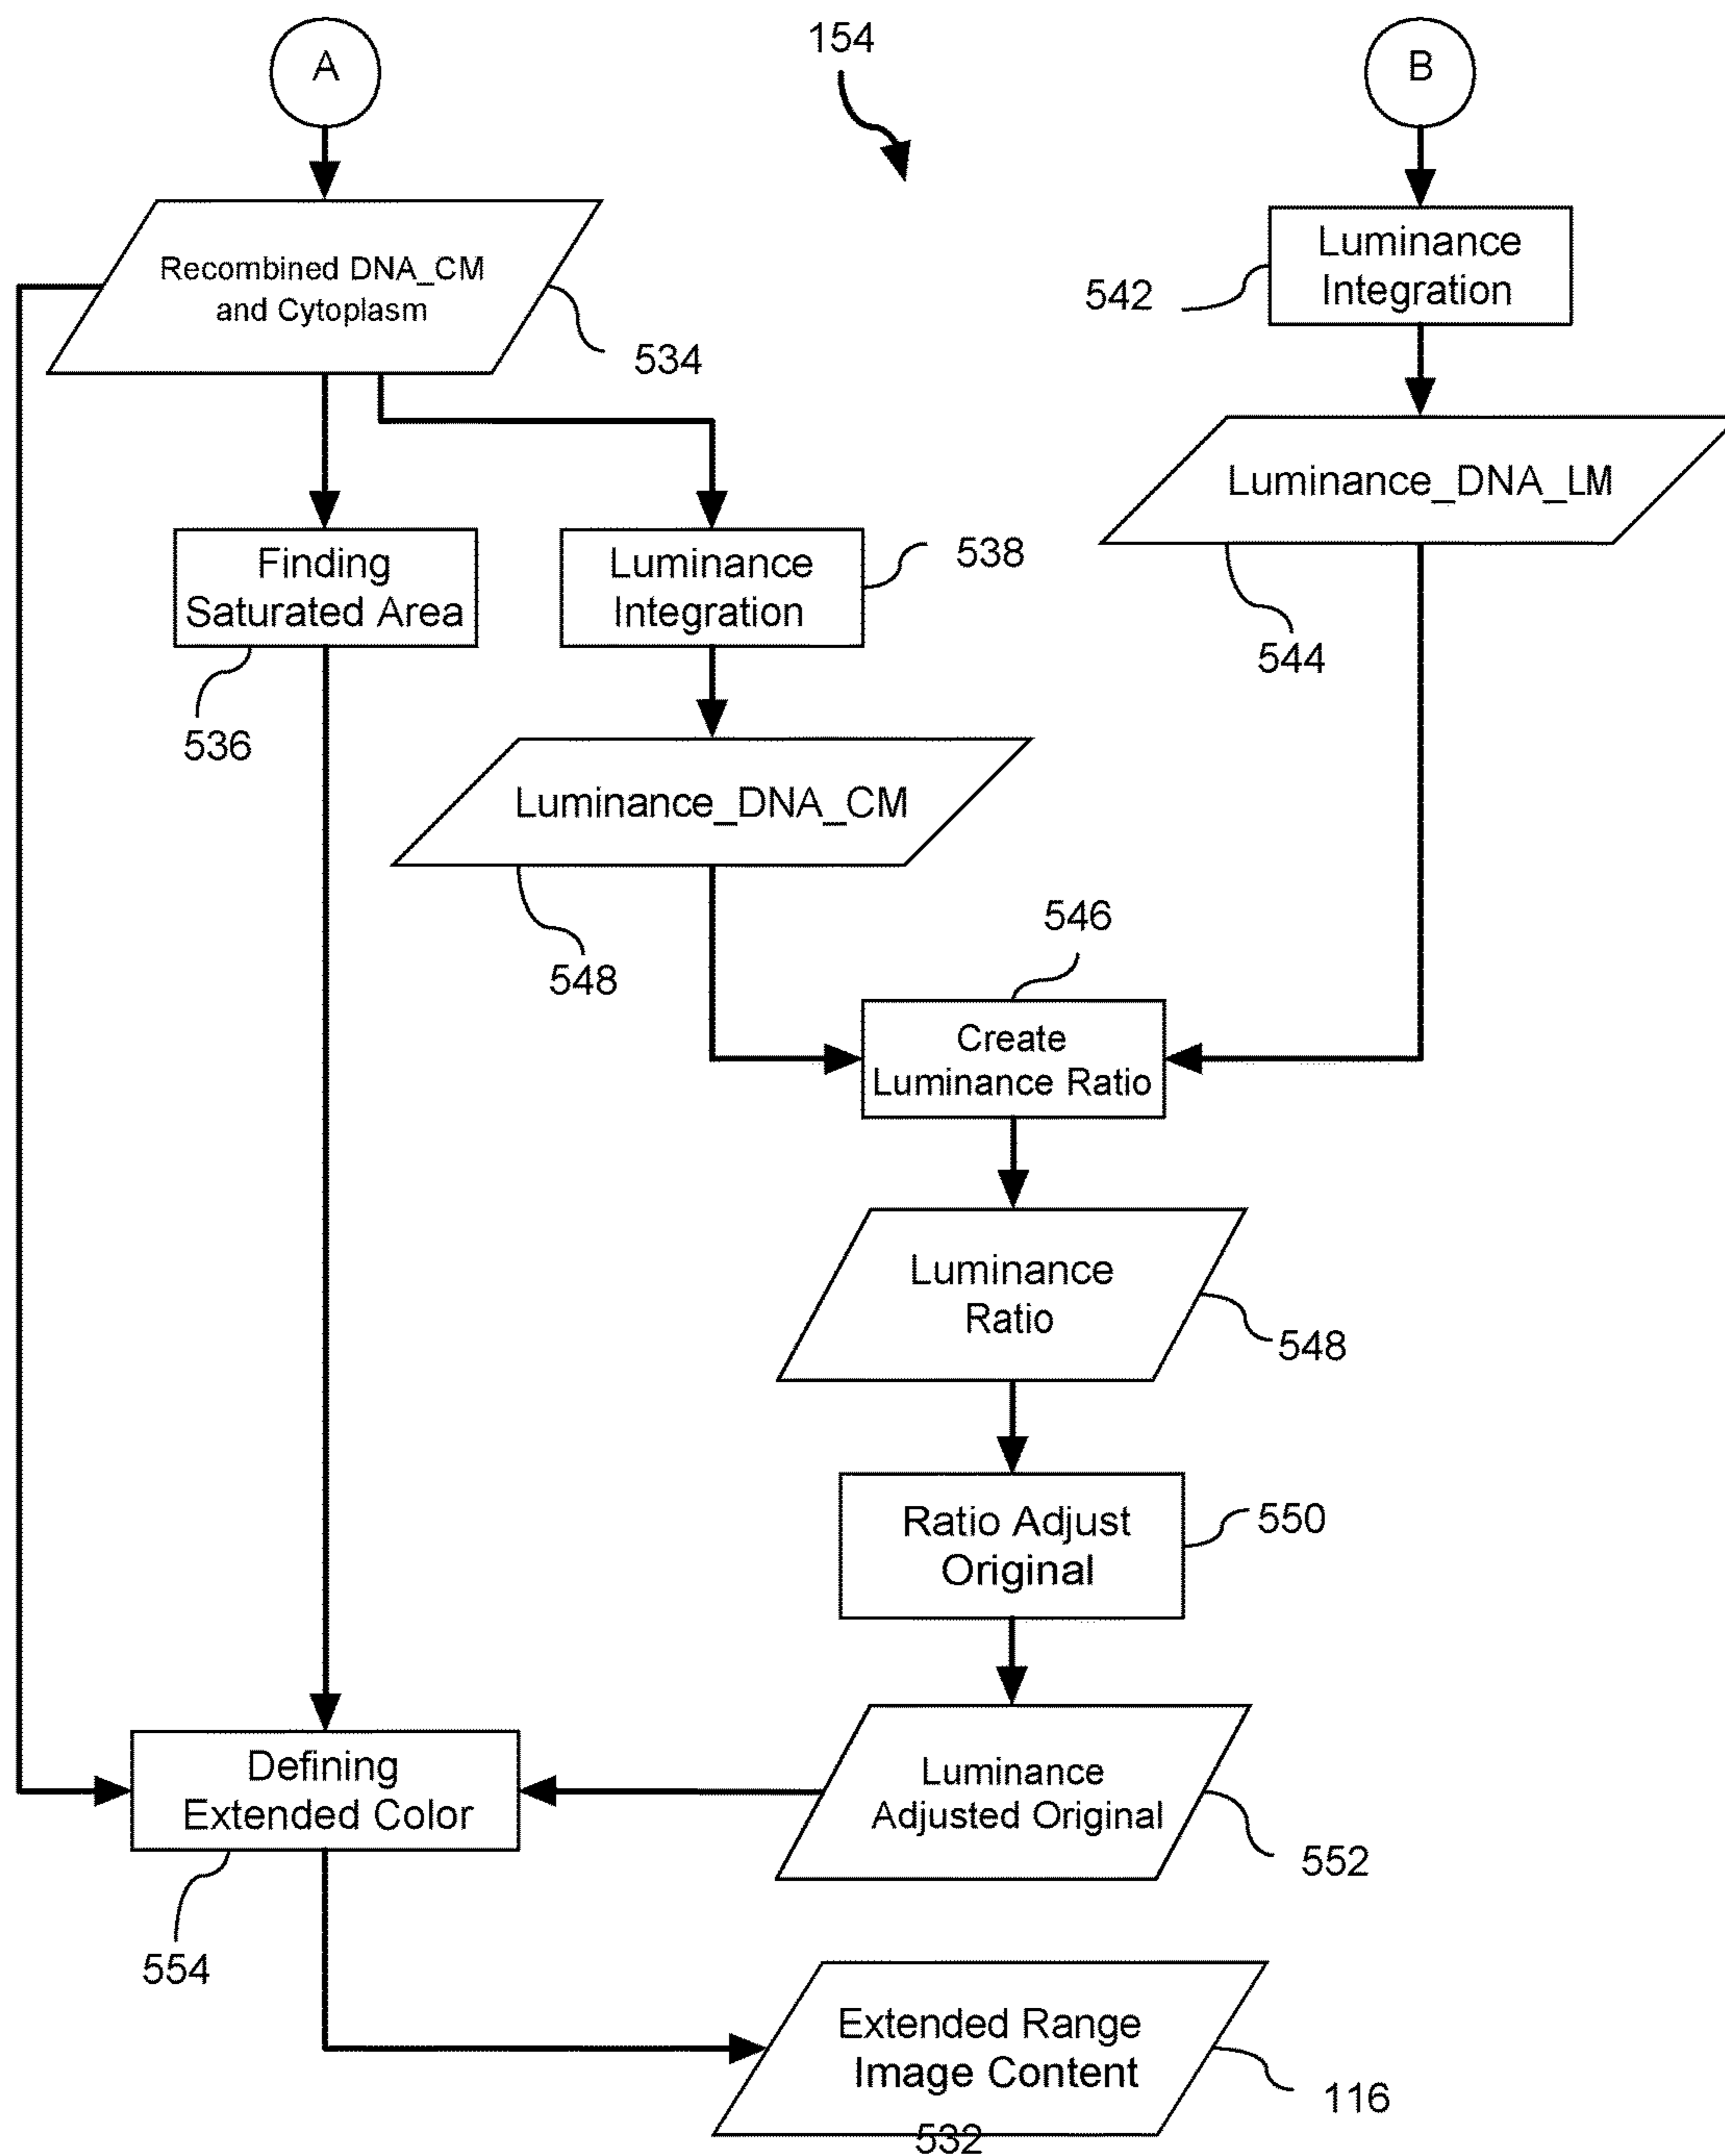 A
154
B
Recombined DNA_CM
and Cytoplasm
534
Luminance
Integration
542
Luminance_DNA_LM
544
Finding
Saturated Area
536
Luminance
Integration
538
Luminance_DNA_CM
548
546
Create
Luminance Ratio
Luminance
Ratio
548
Ratio Adjust
Original
550
Defining
Extended Color
554
Luminance
Adjusted Original
552
Extended Range
Image Content
116
532